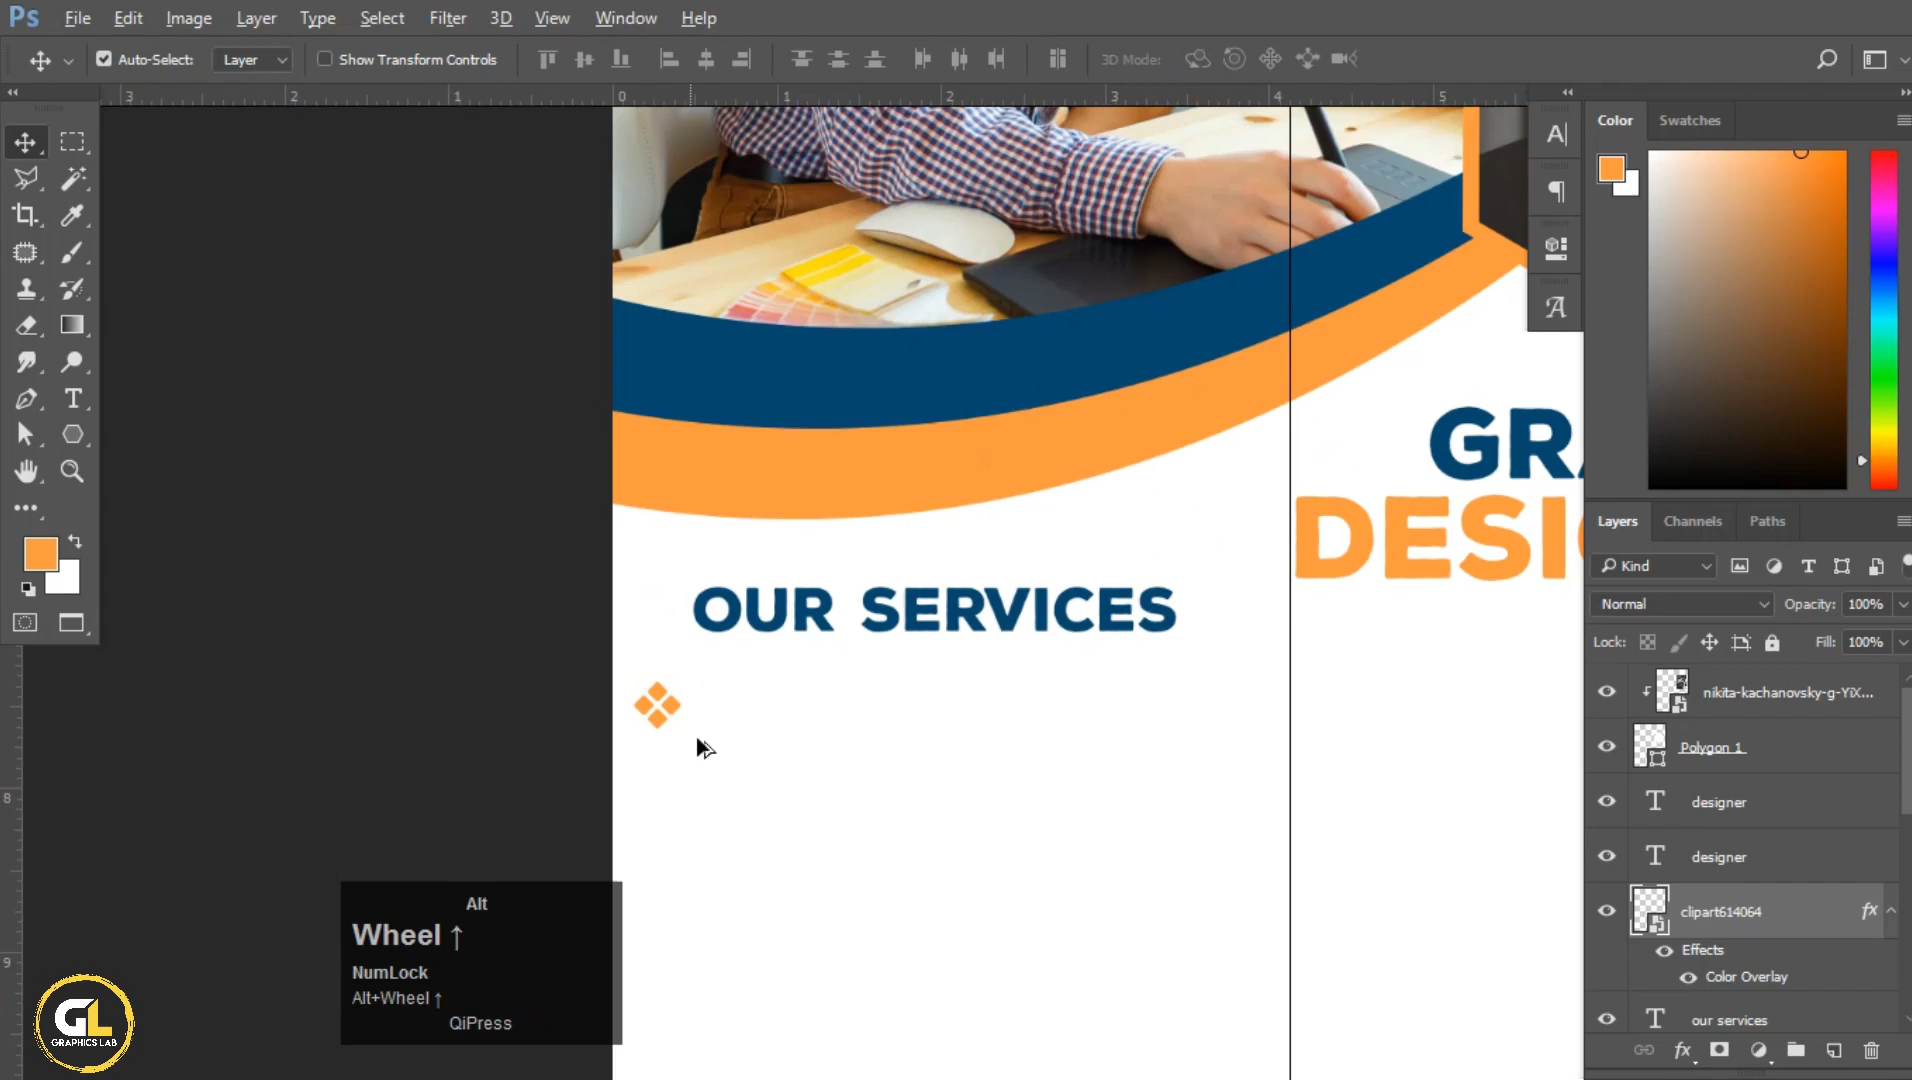 Ps File Edit Image Layer Type Select Filter 3D View Window Help
Auto-Select: Layer Show Transform Controls 3D Mode:
3 2 1 0 1 2 3 4 5
Color Swatches
GRA
DESIG
OUR SERVICES
Layers Channels Paths
Kind
Normal Opacity: 100%
Lock: Fill: 100%
nikita-kachanovsky-g-YiX...
Polygon 1
designer
designer
clipart614064 fx
Effects
Color Overlay
our services
8
9
Alt
Wheel ↑
NumLock
Alt+Wheel ↑
QiPress
GL
GRAPHICS LAB